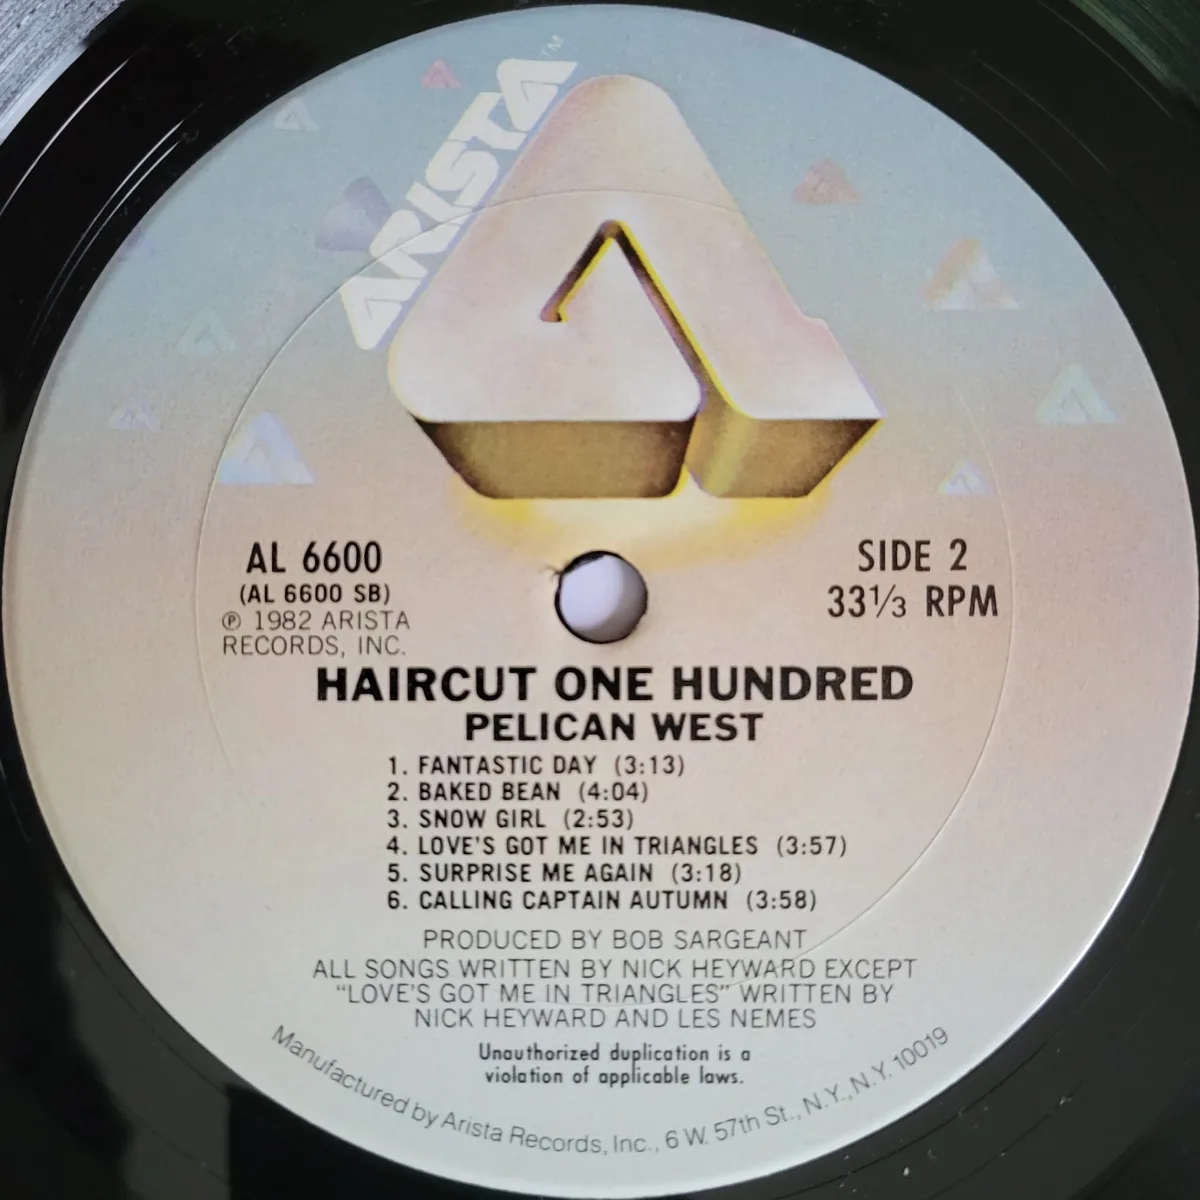 ARISTA™
AL 6600
(AL 6600 SB)
℗ 1982 ARISTA
RECORDS, INC.
SIDE 2
33⅓ RPM
HAIRCUT ONE HUNDRED
PELICAN WEST
1. FANTASTIC DAY (3:13)
2. BAKED BEAN (4:04)
3. SNOW GIRL (2:53)
4. LOVE'S GOT ME IN TRIANGLES (3:57)
5. SURPRISE ME AGAIN (3:18)
6. CALLING CAPTAIN AUTUMN (3:58)
PRODUCED BY BOB SARGEANT
ALL SONGS WRITTEN BY NICK HEYWARD EXCEPT
"LOVE'S GOT ME IN TRIANGLES" WRITTEN BY
NICK HEYWARD AND LES NEMES
Unauthorized duplication is a
violation of applicable laws.
Manufactured by Arista Records, Inc., 6 W. 57th St., N.Y., N.Y. 10019